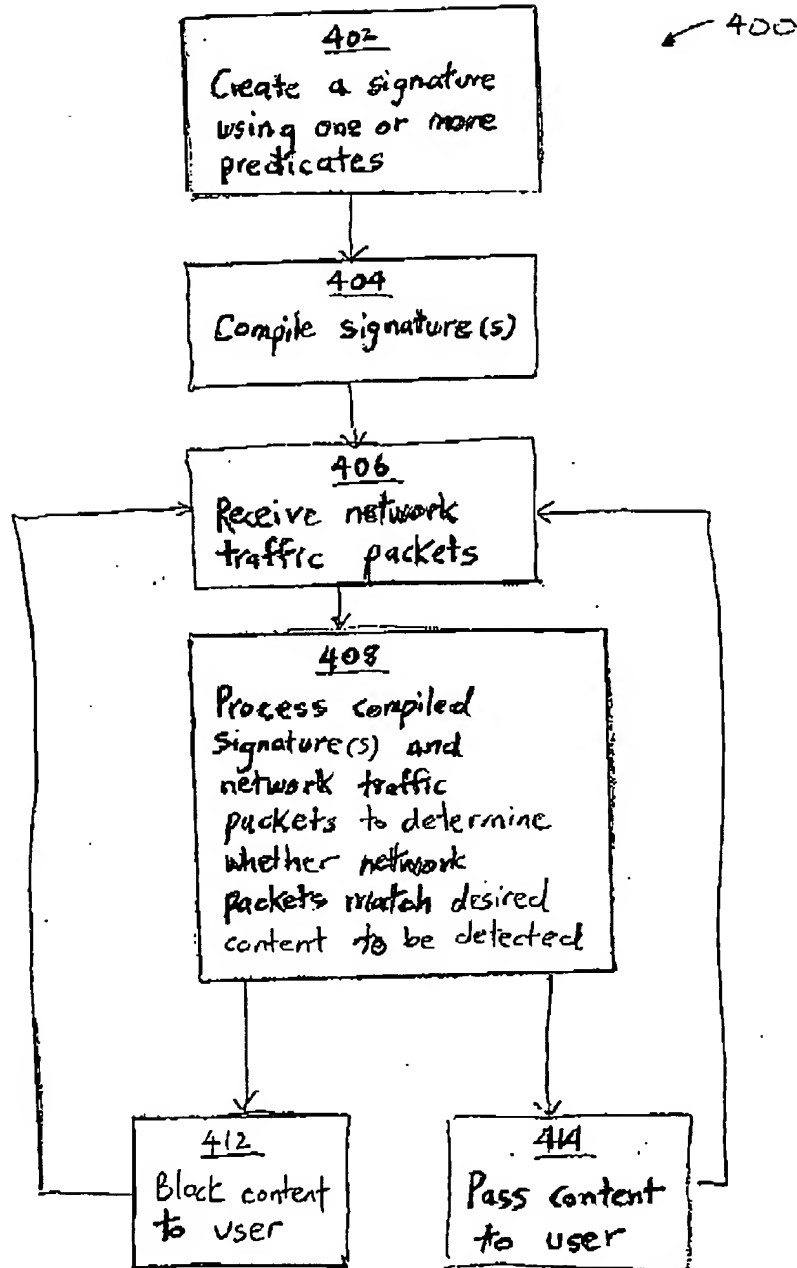 400
402
Create a signature
using one or more
predicates
404
Compile signature(s)
406
Receive network
traffic packets
408
Process compiled
signature(s) and
network traffic
packets to determine
whether network
packets match desired
content to be detected
412
Block content
to user
414
Pass content
to user